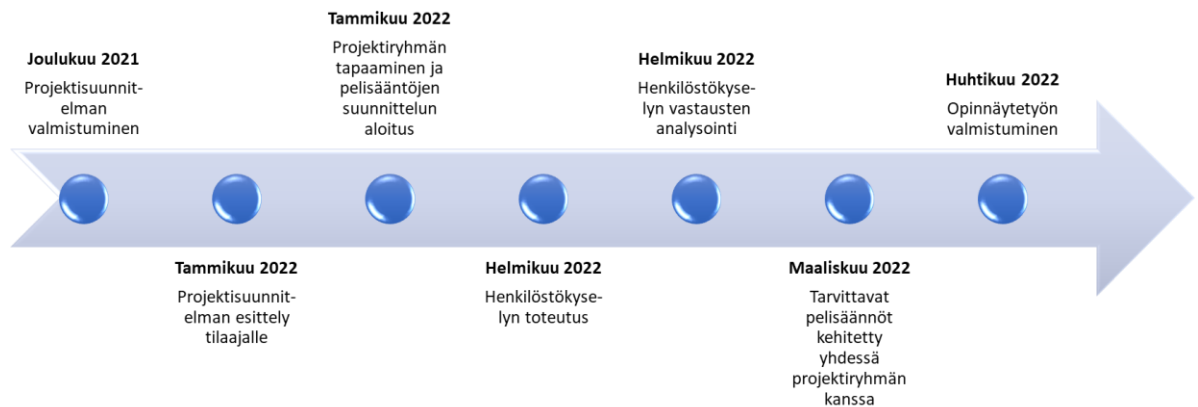 Joulukuu 2021
Projektisuunnit-
elman
valmistuminen
Tammikuu 2022
Projektisuunnit-
elman esittely
tilaajalle
Tammikuu 2022
Projektiryhmän
tapaaminen ja
pelisääntöjen
suunnittelun
aloitus
Helmikuu 2022
Henkilöstökyse-
lyn toteutus
Helmikuu 2022
Henkilöstökyse-
lyn vastausten
analysointi
Maaliskuu 2022
Tarvittavat
pelisäännöt
kehitetty
yhdessä
projektiryhmän
kanssa
Huhtikuu 2022
Opinnäytetyön
valmistuminen